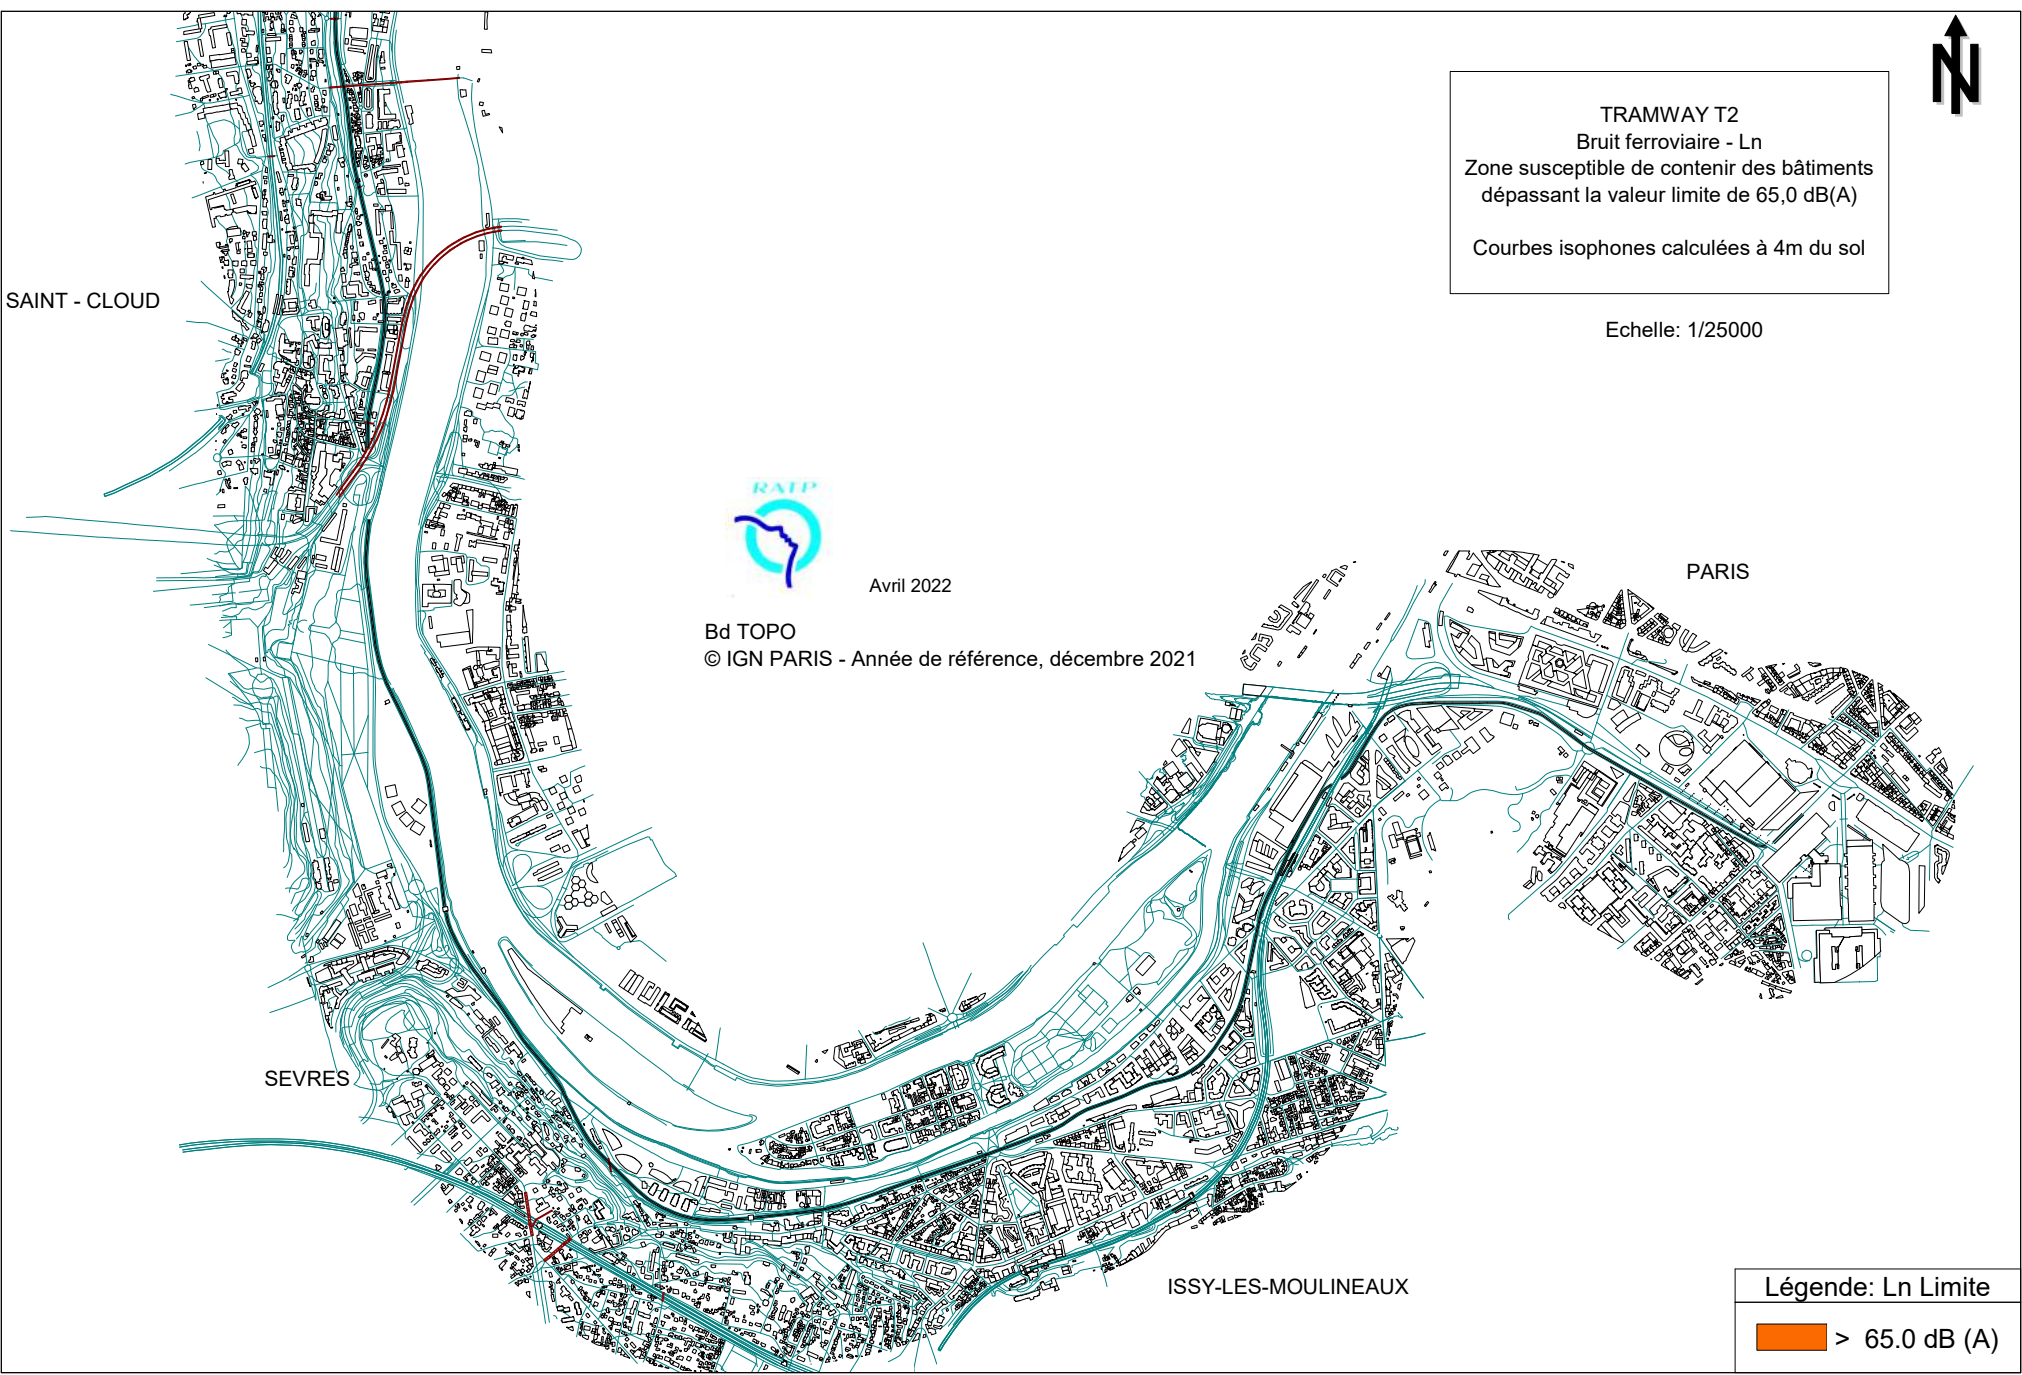 TRAMWAY T2
Bruit ferroviaire - Ln
Zone susceptible de contenir des bâtiments
dépassant la valeur limite de 65,0 dB(A)
Courbes isophones calculées à 4m du sol
N
SAINT - CLOUD
Echelle: 1/25000
RATP
Avril 2022
PARIS
Bd TOPO
© IGN PARIS - Année de référence, décembre 2021
SEVRES
ISSY-LES-MOULINEAUX
Légende: Ln Limite
> 65.0 dB (A)